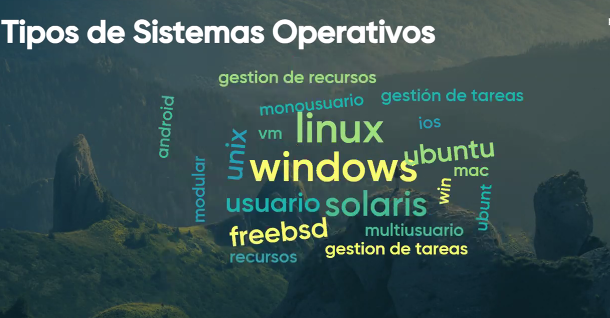 Tipos de Sistemas Operativos
gestion de recursos
monousuario
gestión de tareas
android
vm
linux
ios
unix
windows
ubuntu
mac
modular
win
ubunt
usuario
solaris
freebsd
multiusuario
recursos
gestion de tareas